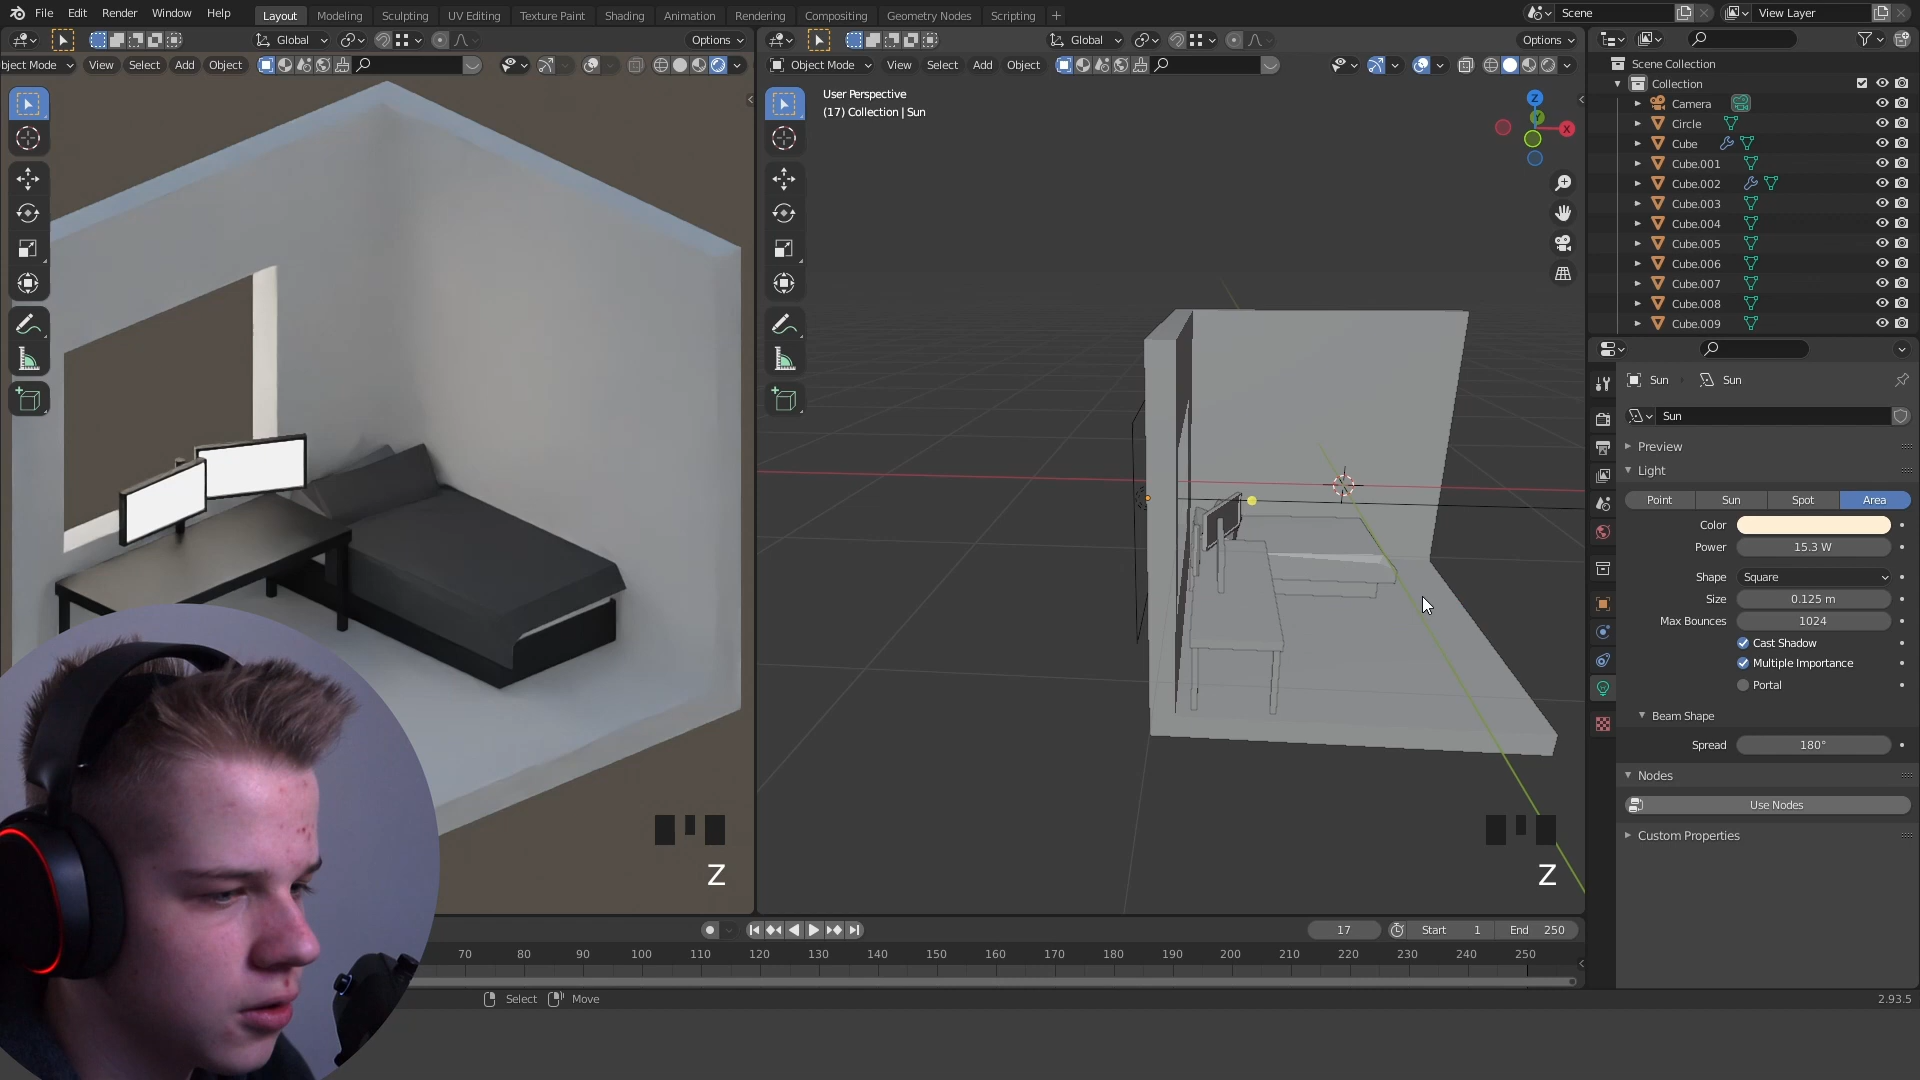 File Edit Render Window Help
Layout Modeling Sculpting UV Editing Texture Paint Shading Animation Rendering Compositing Geometry Nodes Scripting +
Scene
View Layer
Global
Options
Global
Options
bject Mode View Select Add Object
Object Mode View Select Add Object
User Perspective
(17) Collection | Sun
Z
Y
X
Z
Z
Scene Collection
Collection
Camera
Circle
Cube
Cube.001
Cube.002
Cube.003
Cube.004
Cube.005
Cube.006
Cube.007
Cube.008
Cube.009
Sun
Sun
Sun
Preview
Light
Point Sun Spot Area
Color
Power 15.3 W
Shape Square
Size 0.125 m
Max Bounces 1024
Cast Shadow
Multiple Importance
Portal
Beam Shape
Spread 180°
Nodes
Use Nodes
Custom Properties
17 Start 1 End 250
70 80 90 100 110 120 130 140 150 160 170 180 190 200 210 220 230 240 250
Select Move
2.93.5